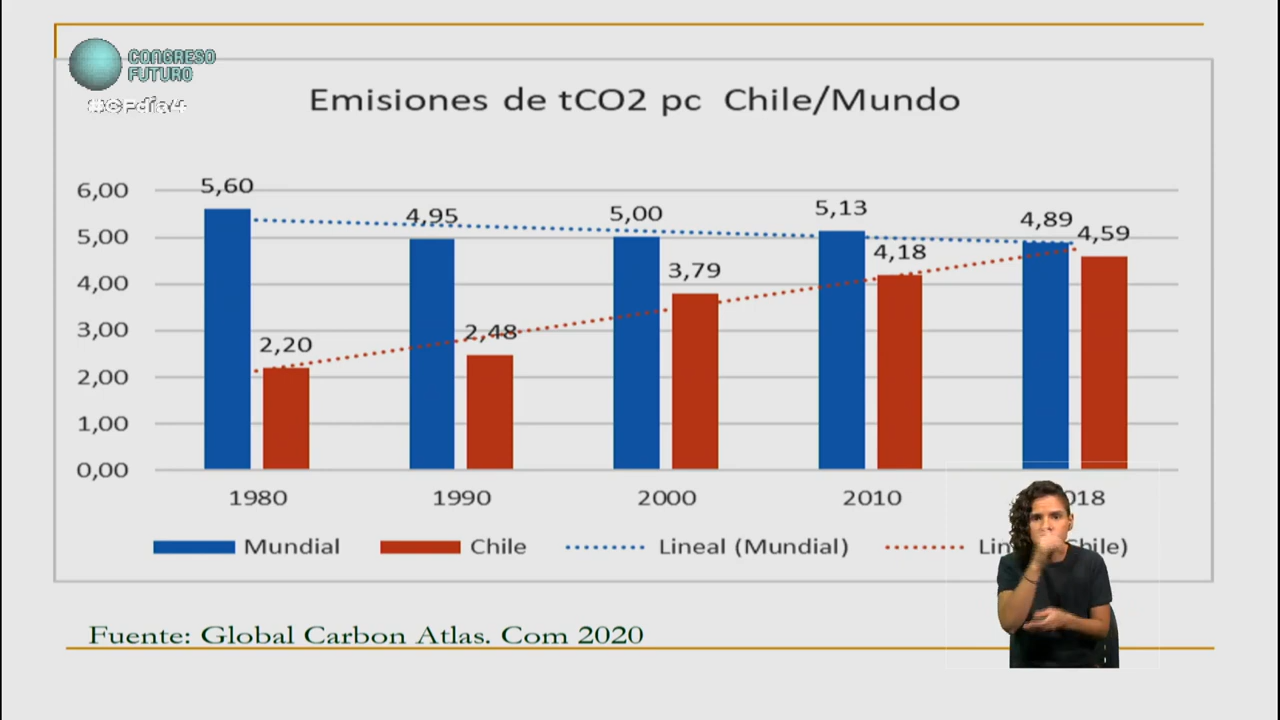 CONGRESO
FUTURO
#CFdía4
Emisiones de tCO2 pc Chile/Mundo
6,00
5,00
4,00
3,00
2,00
1,00
0,00
5,60
2,20
4,95
2,48
5,00
3,79
5,13
4,18
4,89
4,59
1980
1990
2000
2010
Mundial
Chile
Lineal (Mundial)
Fuente: Global Carbon Atlas. Com 2020